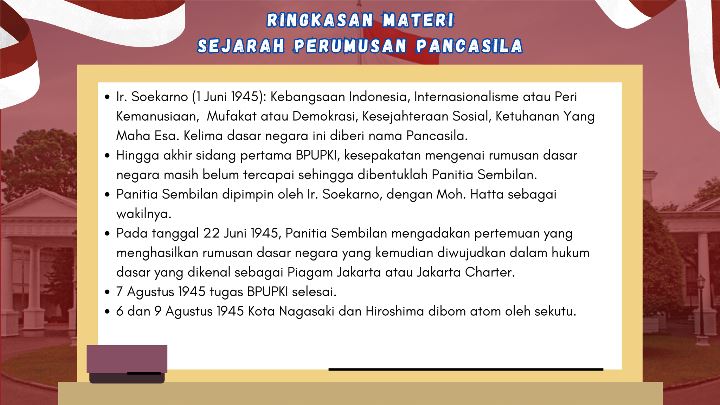 RINGKASAN MATERI
SEJARAH PERUMUSAN PANCASILA
• Ir. Soekarno (1 Juni 1945): Kebangsaan Indonesia, Internasionalisme atau Peri
Kemanusiaan, Mufakat atau Demokrasi, Kesejahteraan Sosial, Ketuhanan Yang
Maha Esa. Kelima dasar negara ini diberi nama Pancasila.
• Hingga akhir sidang pertama BPUPKI, kesepakatan mengenai rumusan dasar
negara masih belum tercapai sehingga dibentuklah Panitia Sembilan.
• Panitia Sembilan dipimpin oleh Ir. Soekarno, dengan Moh. Hatta sebagai
wakilnya.
• Pada tanggal 22 Juni 1945, Panitia Sembilan mengadakan pertemuan yang
menghasilkan rumusan dasar negara yang kemudian diwujudkan dalam hukum
dasar yang dikenal sebagai Piagam Jakarta atau Jakarta Charter.
• 7 Agustus 1945 tugas BPUPKI selesai.
• 6 dan 9 Agustus 1945 Kota Nagasaki dan Hiroshima dibom atom oleh sekutu.